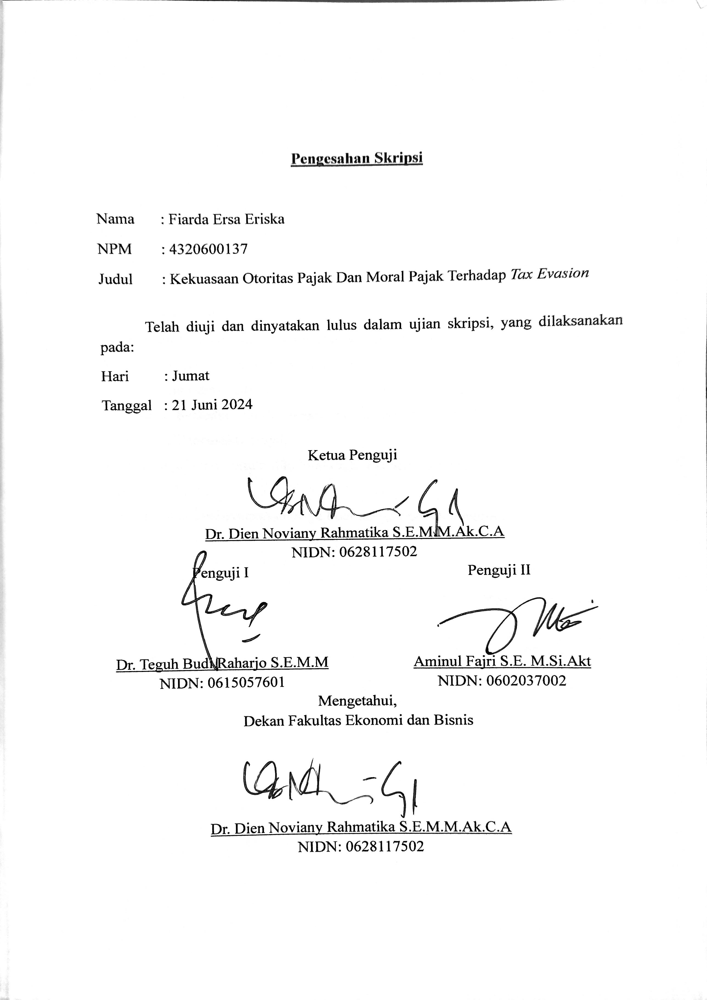 Pengesahan Skripsi
Nama : Fiarda Ersa Eriska
NPM : 4320600137
Judul : Kekuasaan Otoritas Pajak Dan Moral Pajak Terhadap Tax Evasion
Telah diuji dan dinyatakan lulus dalam ujian skripsi, yang dilaksanakan
pada:
Hari : Jumat
Tanggal : 21 Juni 2024
Ketua Penguji
Dr. Dien Noviany Rahmatika S.E.M.M.Ak.C.A
NIDN: 0628117502
Penguji I
Penguji II
Dr. Teguh Budi Raharjo S.E.M.M
Aminul Fajri S.E. M.Si.Akt
NIDN: 0615057601
NIDN: 0602037002
Mengetahui,
Dekan Fakultas Ekonomi dan Bisnis
Dr. Dien Noviany Rahmatika S.E.M.M.Ak.C.A
NIDN: 0628117502